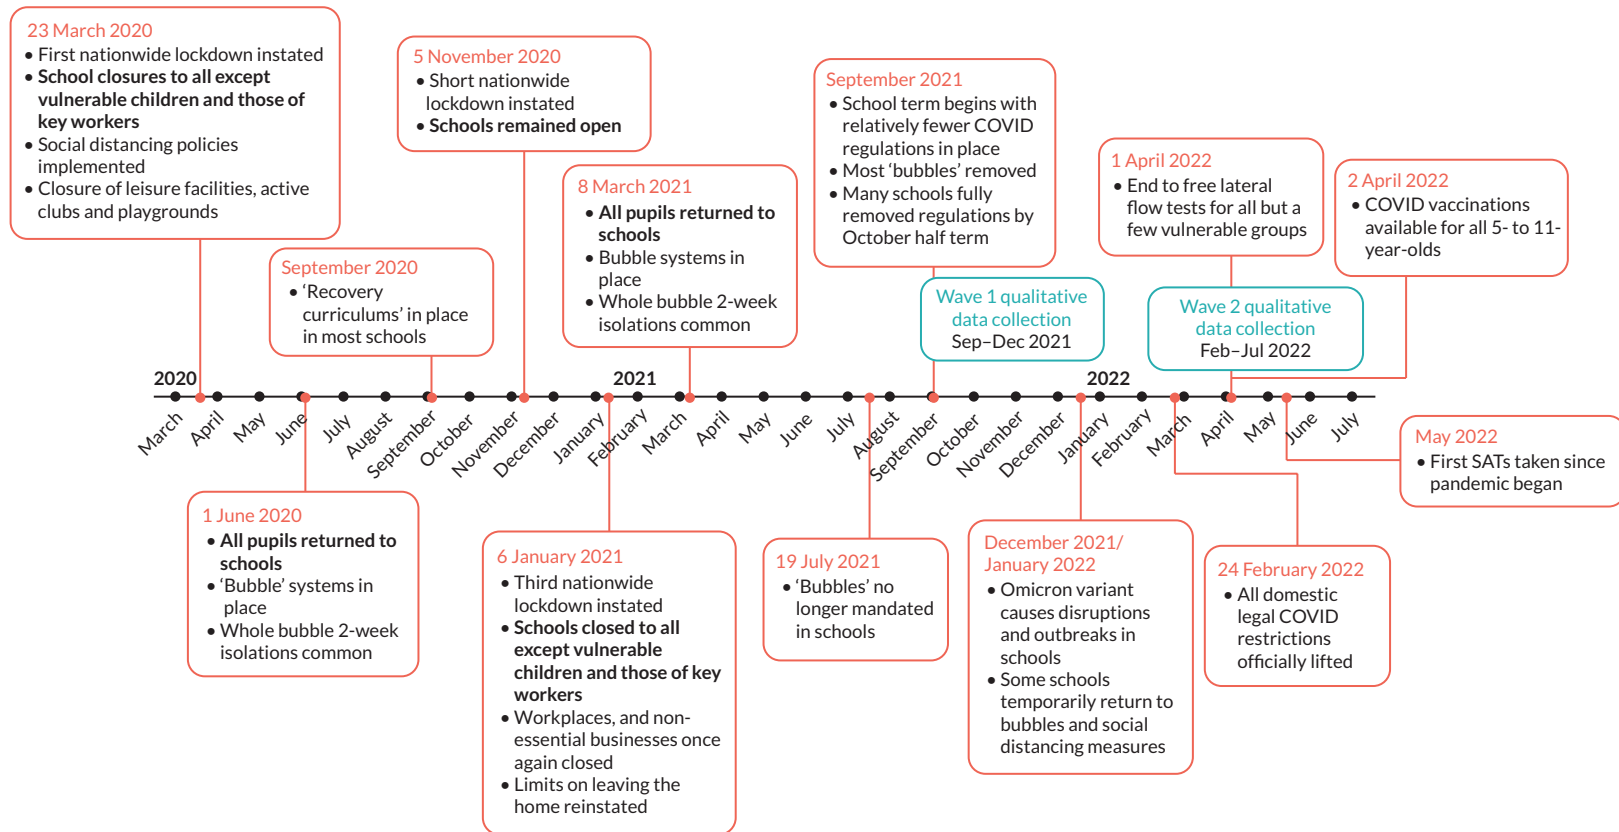 23 March 2020
• First nationwide lockdown instated
• School closures to all except
vulnerable children and those of
key workers
• Social distancing policies
implemented
• Closure of leisure facilities, active
clubs and playgrounds
5 November 2020
• Short nationwide
lockdown instated
• Schools remained open
September 2021
• School term begins with
relatively fewer COVID
regulations in place
• Most ‘bubbles’ removed
• Many schools fully
removed regulations by
October half term
1 April 2022
• End to free lateral
flow tests for all but a
few vulnerable groups
2 April 2022
• COVID vaccinations
available for all 5- to 11-
year-olds
8 March 2021
• All pupils returned to
schools
• Bubble systems in
place
• Whole bubble 2-week
isolations common
September 2020
• ‘Recovery
curriculums’ in place
in most schools
Wave 1 qualitative
data collection
Sep–Dec 2021
Wave 2 qualitative
data collection
Feb–Jul 2022
2020
2021
2022
March
April
May
June
July
August
September
October
November
December
January
February
March
April
May
June
July
August
September
October
November
December
January
February
March
April
May
June
July
May 2022
• First SATs taken since
pandemic began
1 June 2020
• All pupils returned to
schools
• ‘Bubble’ systems in
place
• Whole bubble 2-week
isolations common
6 January 2021
• Third nationwide
lockdown instated
• Schools closed to all
except vulnerable
children and those of key
workers
• Workplaces, and non-
essential businesses once
again closed
• Limits on leaving the
home reinstated
19 July 2021
• ‘Bubbles’ no
longer mandated
in schools
December 2021/
January 2022
• Omicron variant
causes disruptions
and outbreaks in
schools
• Some schools
temporarily return to
bubbles and social
distancing measures
24 February 2022
• All domestic
legal COVID
restrictions
officially lifted